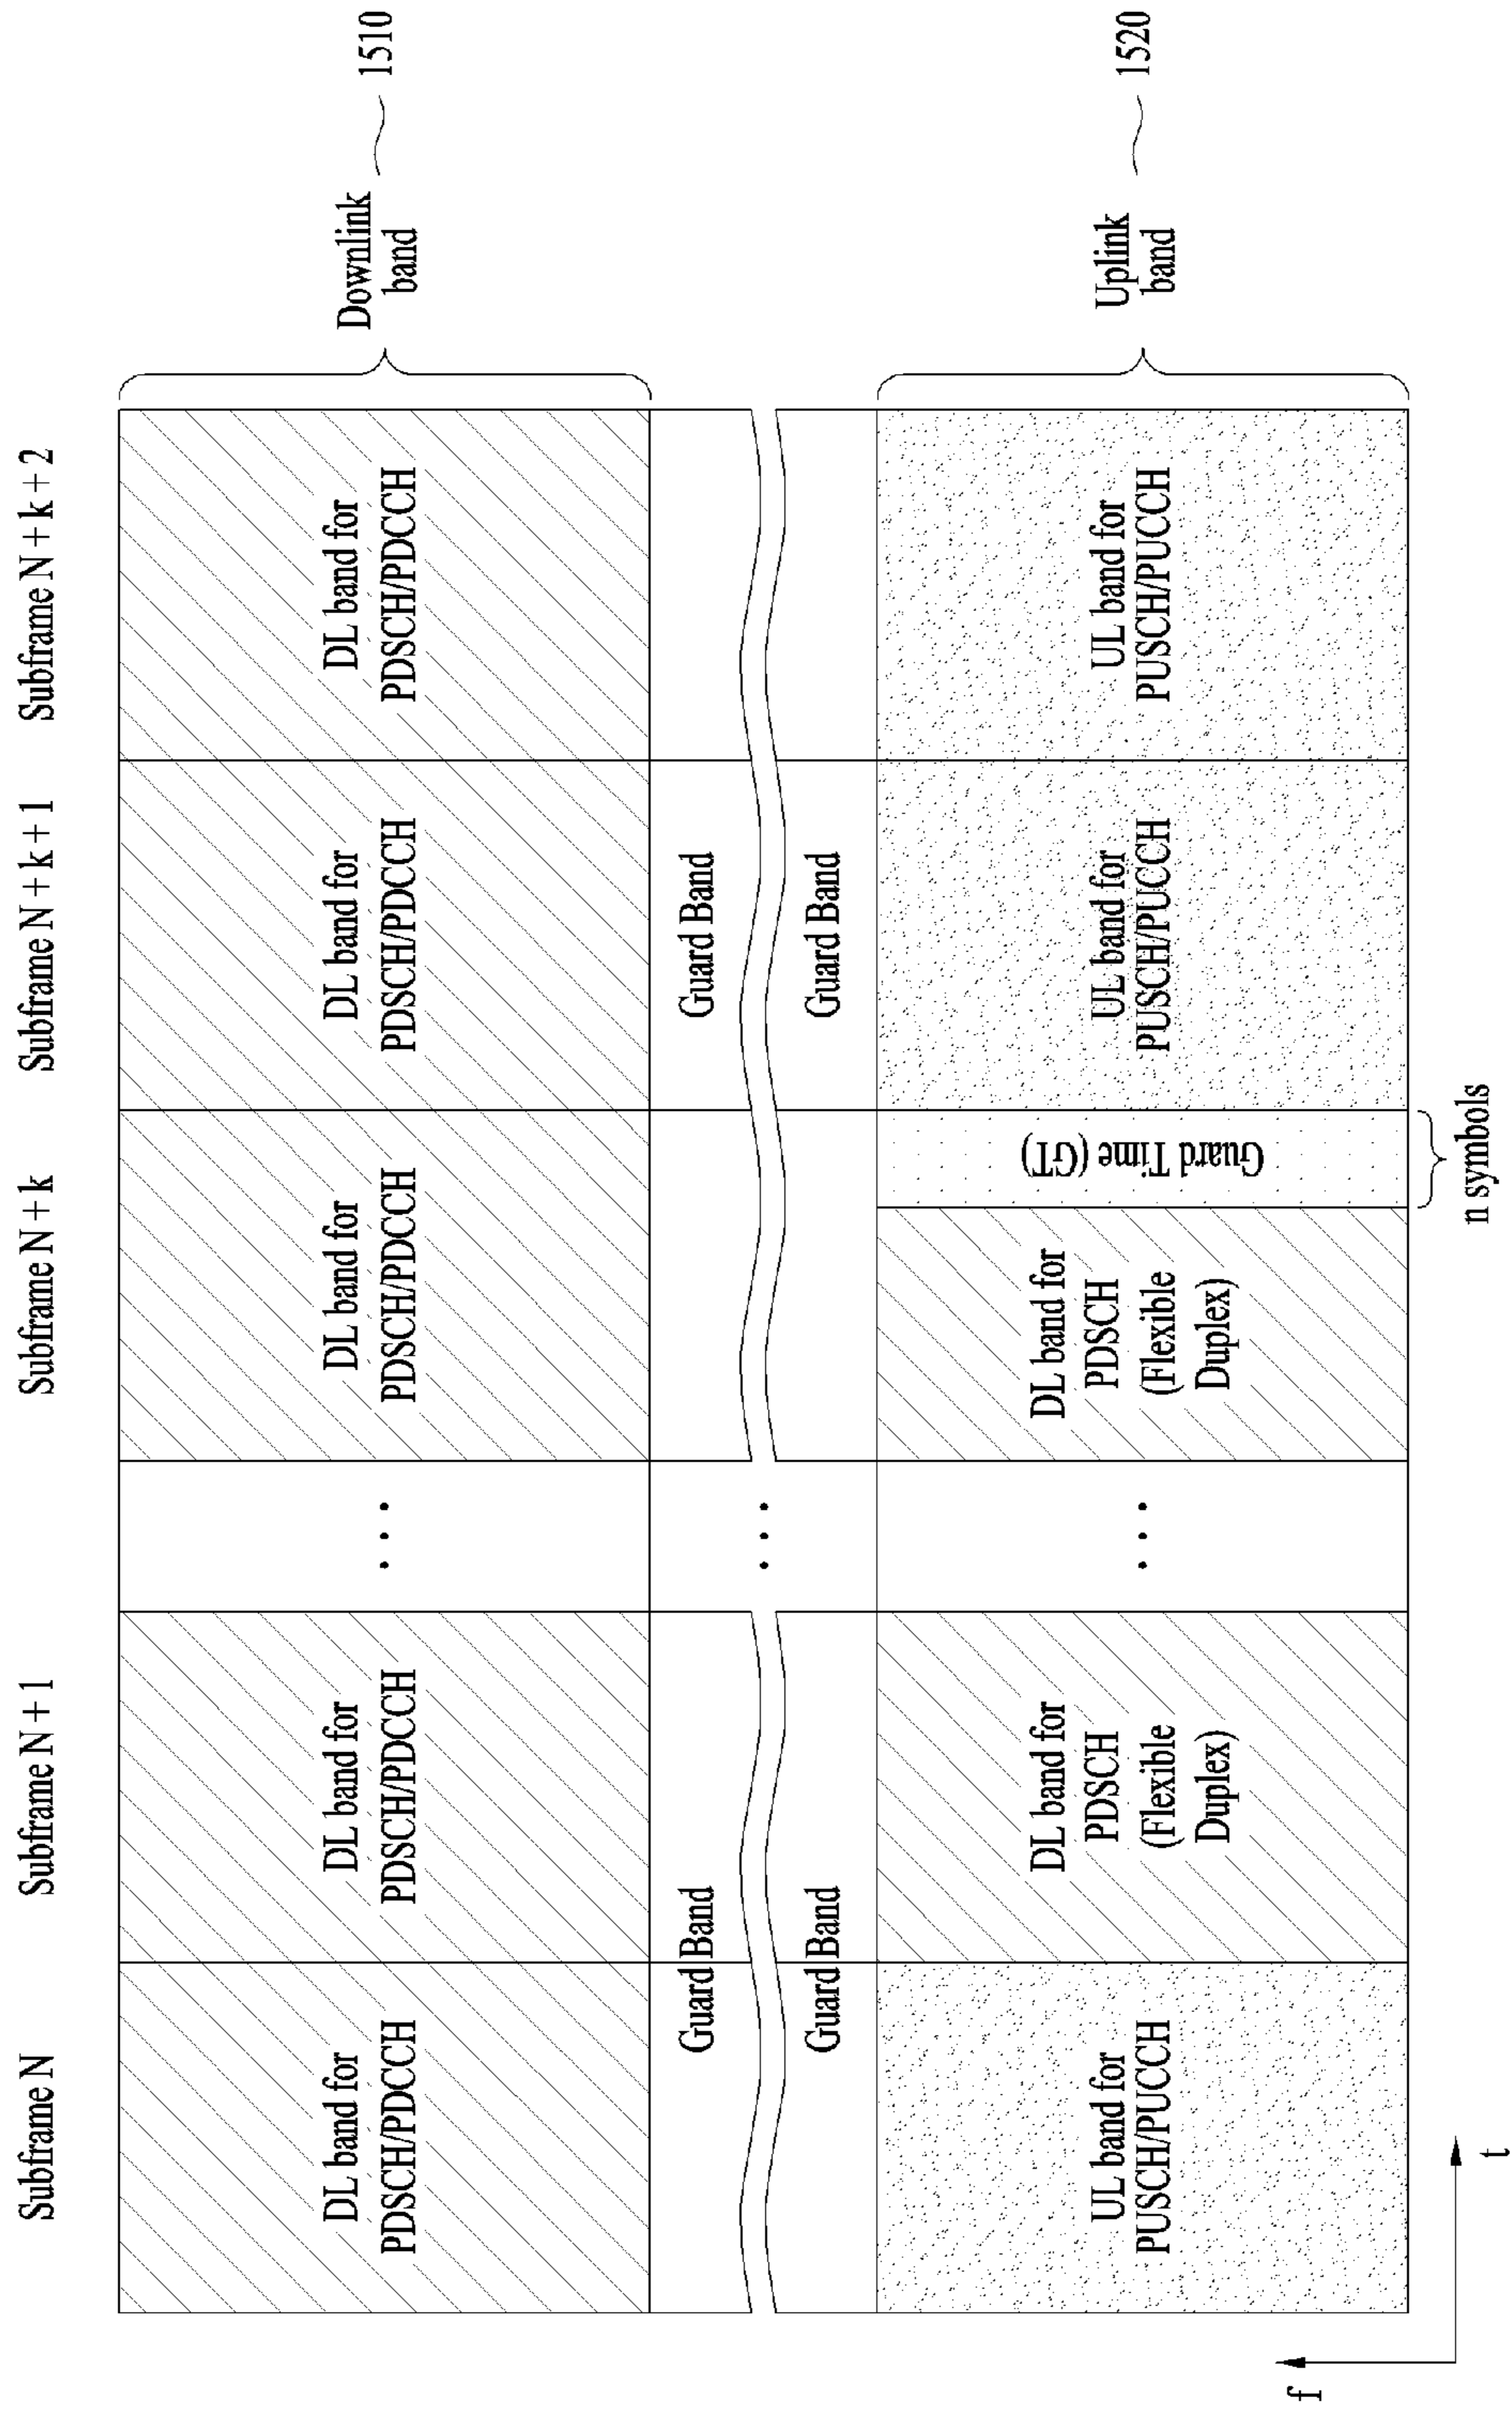 Subframe N
Subframe N + 1
Subframe N + k
Subframe N + k + 1
Subframe N + k + 2
DL band for
PDSCH/PDCCH
DL band for
PDSCH/PDCCH
...
DL band for
PDSCH/PDCCH
DL band for
PDSCH/PDCCH
DL band for
PDSCH/PDCCH
Downlink
band
1510
Guard Band
Guard Band
...
Guard Band
Guard Band
UL band for
PUSCH/PUCCH
DL band for
PDSCH
(Flexible
Duplex)
...
DL band for
PDSCH
(Flexible
Duplex)
Guard Time (GT)
UL band for
PUSCH/PUCCH
UL band for
PUSCH/PUCCH
Uplink
band
1520
n symbols
f
t